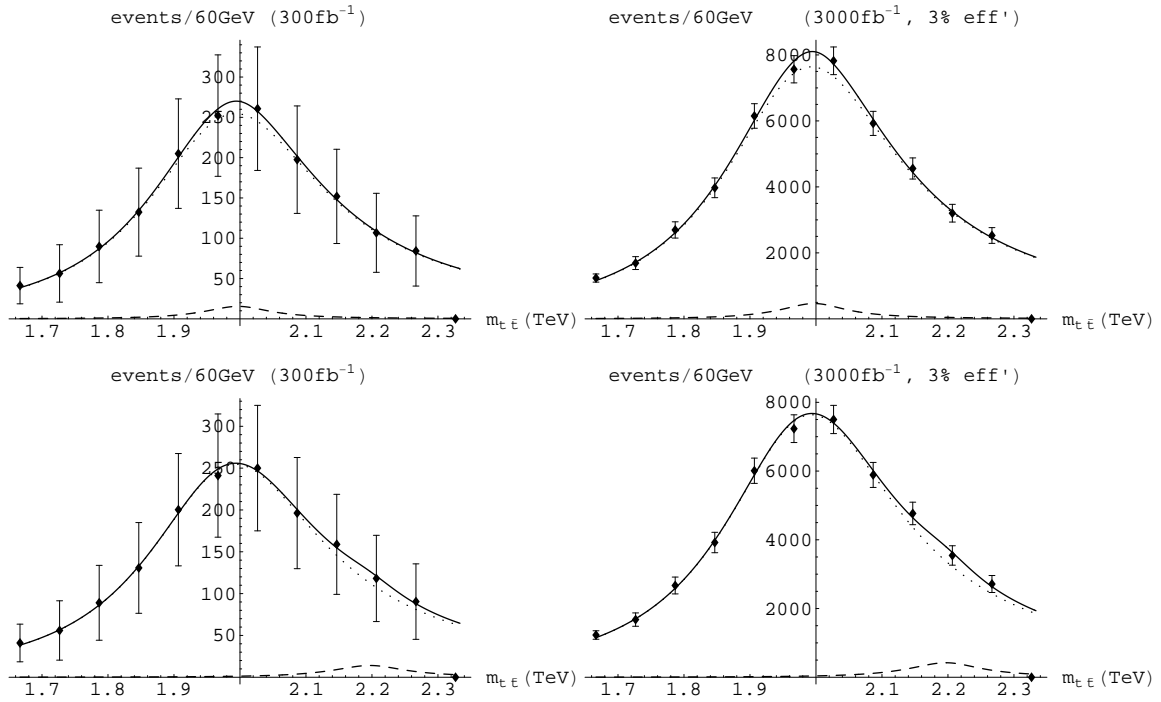 events/60GeV (300fb⁻¹)
300
250
200
150
100
50
1.7 1.8 1.9 2.1 2.2 2.3
m_{t t̄}(TeV)
events/60GeV (3000fb⁻¹, 3% eff')
8000
6000
4000
2000
1.7 1.8 1.9 2.1 2.2 2.3
m_{t t̄}(TeV)
events/60GeV (300fb⁻¹)
300
250
200
150
100
50
1.7 1.8 1.9 2.1 2.2 2.3
m_{t t̄}(TeV)
events/60GeV (3000fb⁻¹, 3% eff')
8000
6000
4000
2000
1.7 1.8 1.9 2.1 2.2 2.3
m_{t t̄}(TeV)